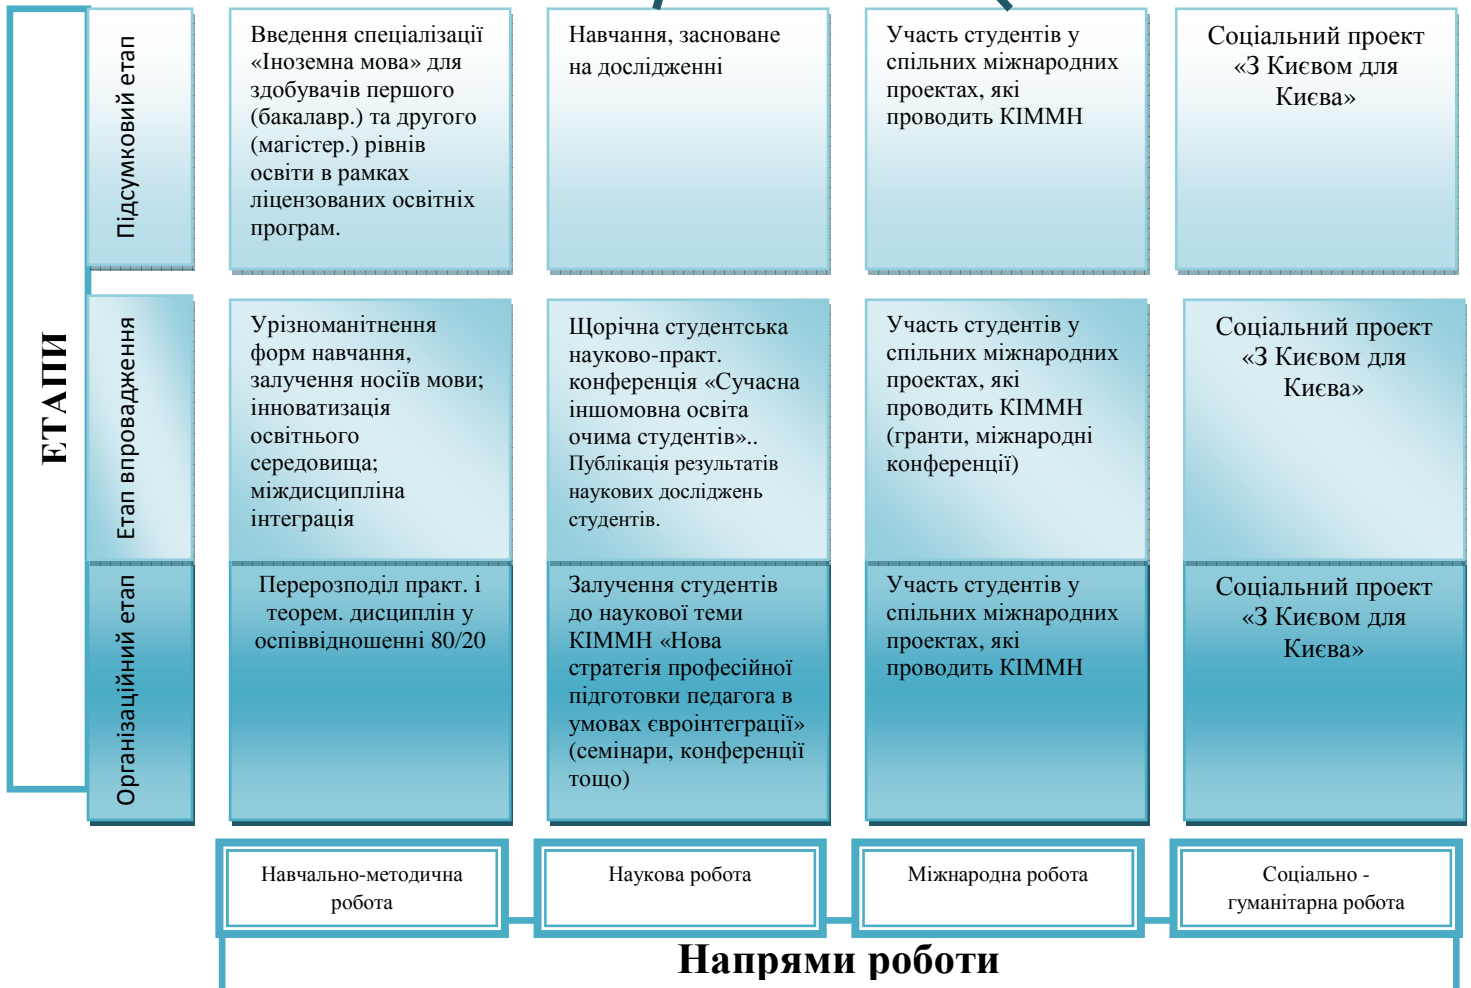 ЕТАПИ
Підсумковий етап
Введення спеціалізації
«Іноземна мова» для
здобувачів першого
(бакалавр.) та другого
(магістер.) рівнів
освіти в рамках
ліцензованих освітніх
програм.
Навчання, засноване
на дослідженні
Участь студентів у
спільних міжнародних
проектах, які
проводить КІММН
Соціальний проект
«З Києвом для
Києва»
Етап впровадження
Урізноманітнення
форм навчання,
залучення носіїв мови;
інноватизація
освітнього
середовища;
міждисципліна
інтеграція
Щорічна студентська
науково-практ.
конференція «Сучасна
іншомовна освіта
очима студентів»..
Публікація результатів
наукових досліджень
студентів.
Участь студентів у
спільних міжнародних
проектах, які
проводить КІММН
(гранти, міжнародні
конференції)
Соціальний проект
«З Києвом для
Києва»
Організаційний етап
Перерозподіл практ. і
теорем. дисциплін у
оспіввідношенні 80/20
Залучення студентів
до наукової теми
КІММН «Нова
стратегія професійної
підготовки педагога в
умовах євроінтеграції»
(семінари, конференції
тощо)
Участь студентів у
спільних міжнародних
проектах, які
проводить КІММН
Соціальний проект
«З Києвом для
Києва»
Навчально-методична
робота
Наукова робота
Міжнародна робота
Соціально -
гуманітарна робота
Напрями роботи